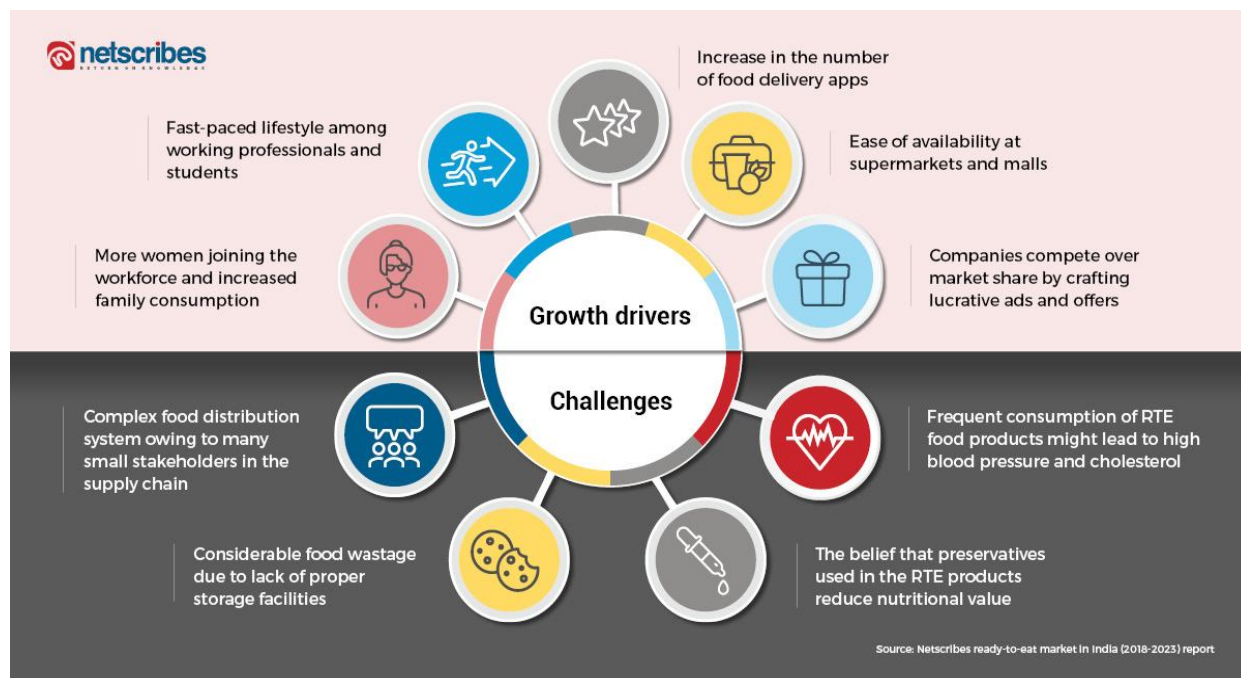 netscribes
RETURN ON KNOWLEDGE
Increase in the number
of food delivery apps
Fast-paced lifestyle among
working professionals and
students
Ease of availability at
supermarkets and malls
More women joining the
workforce and increased
family consumption
Companies compete over
market share by crafting
lucrative ads and offers
Growth drivers
Challenges
Complex food distribution
system owing to many
small stakeholders in the
supply chain
Frequent consumption of RTE
food products might lead to high
blood pressure and cholesterol
Considerable food wastage
due to lack of proper
storage facilities
The belief that preservatives
used in the RTE products
reduce nutritional value
Source: Netscribes ready-to-eat market in India (2018-2023) report